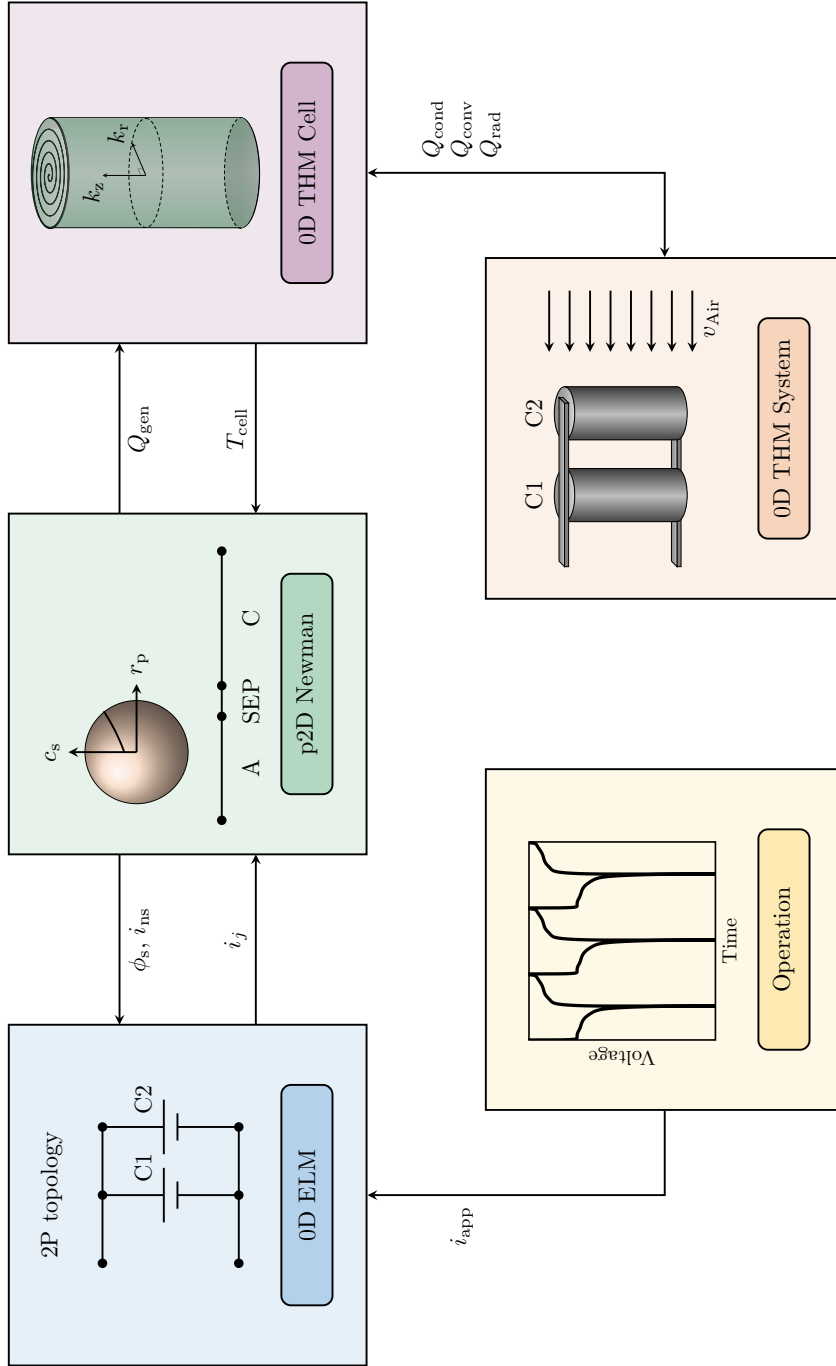 2P topology
C1
C2
0D ELM
ϕs, ins
ij
cs
rp
A
SEP
C
p2D Newman
Qgen
Tcell
kz
kr
0D THM Cell
iapp
Voltage
Time
Operation
C1
C2
vAir
0D THM System
Qcond
Qconv
Qrad